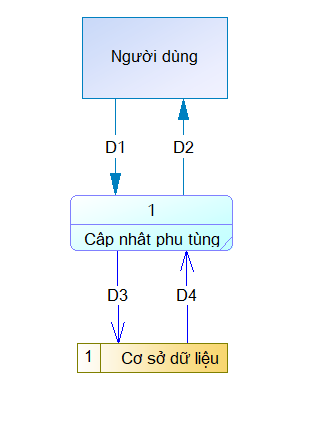 Người dùng
D1 D2
1
Cập nhật phụ tùng
D3 D4
1 Cơ sở dữ liệu